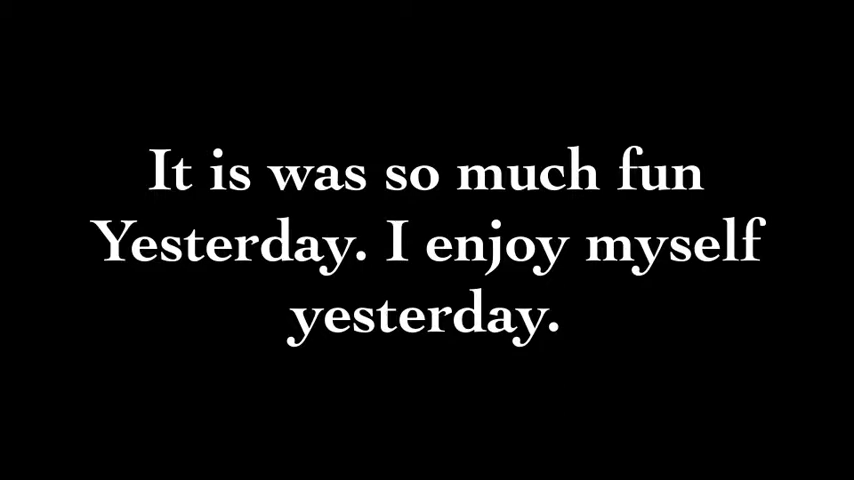 It is was so much fun
Yesterday. I enjoy myself
yesterday.